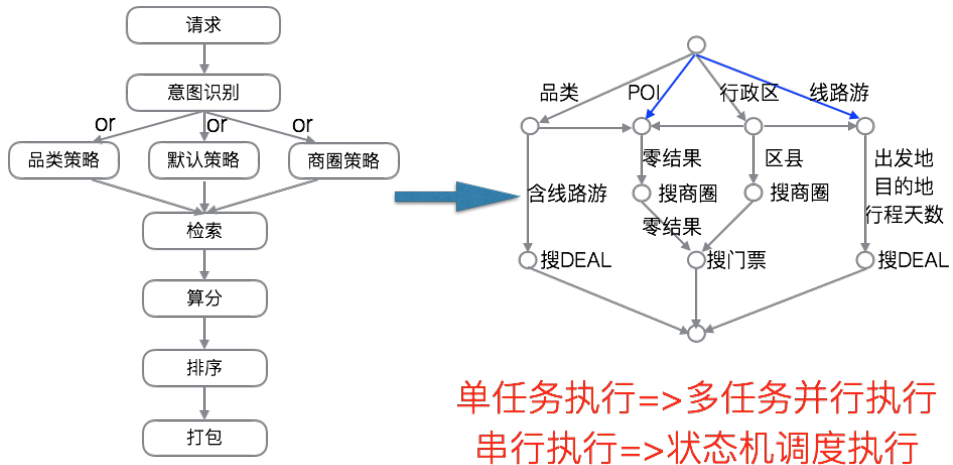 请求
意图识别
or
or
or
品类策略
默认策略
商圈策略
检索
算分
排序
打包
品类
POI
行政区
线路游
零结果
区县
出发地
目的地
行程天数
含线路游
搜商圈
搜商圈
零结果
搜DEAL
搜门票
搜DEAL
单任务执行=>多任务并行执行
串行执行=>状态机调度执行